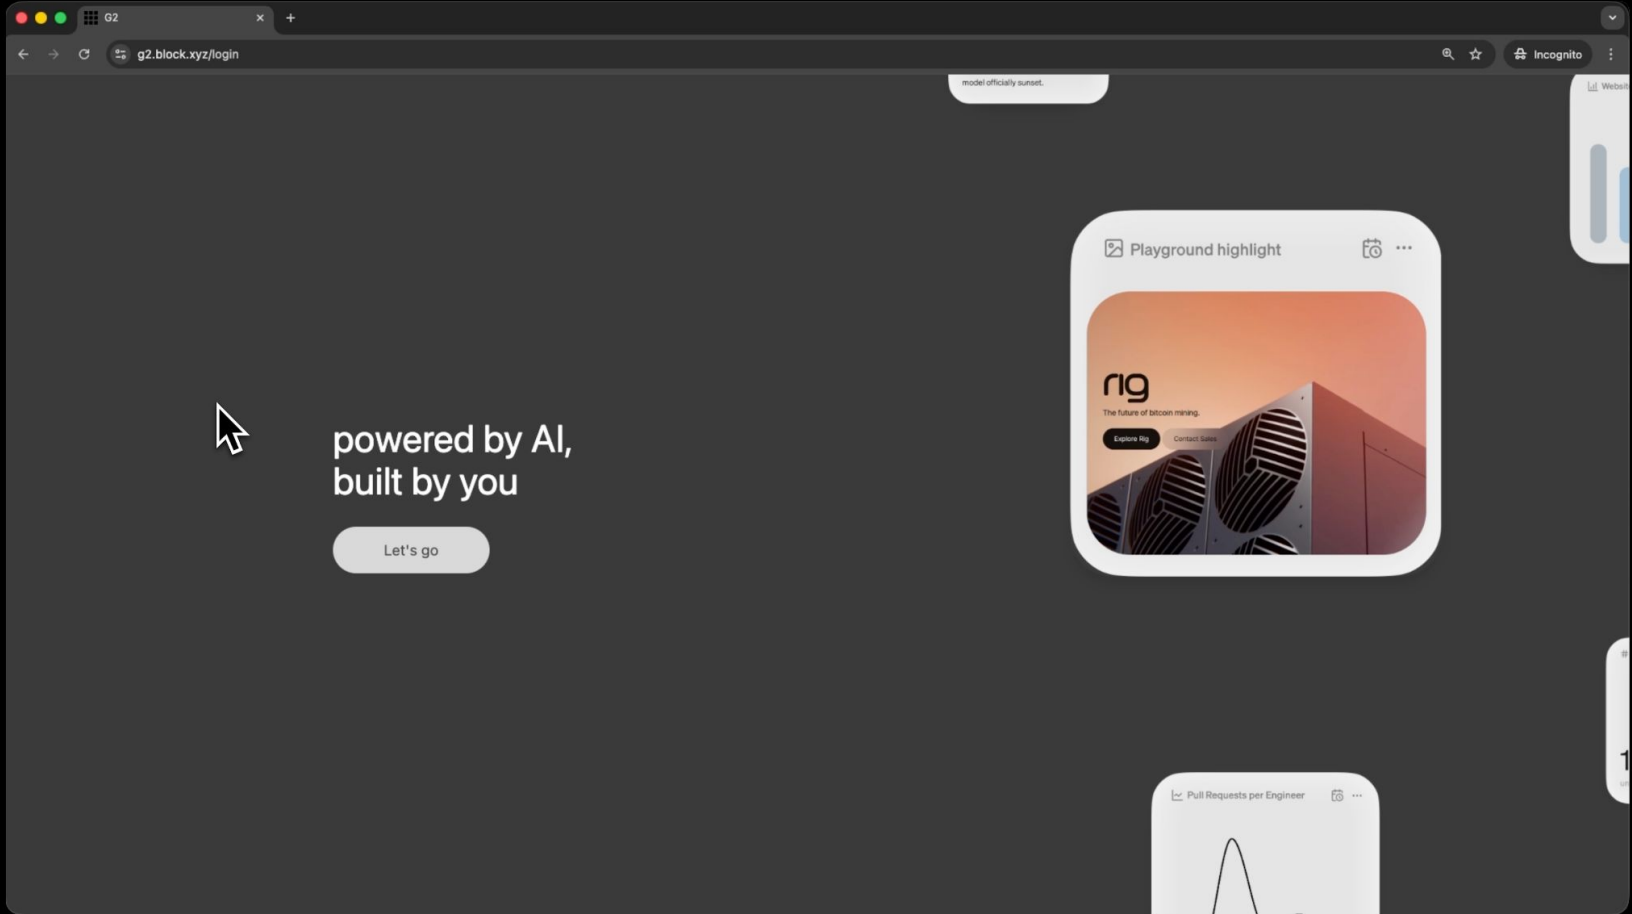 G2
g2.block.xyz/login
Incognito
model officially sunset.
Playground highlight
rig
The future of bitcoin mining.
Explore Rig
Contact Sales
powered by AI,
built by you
Let's go
Pull Requests per Engineer